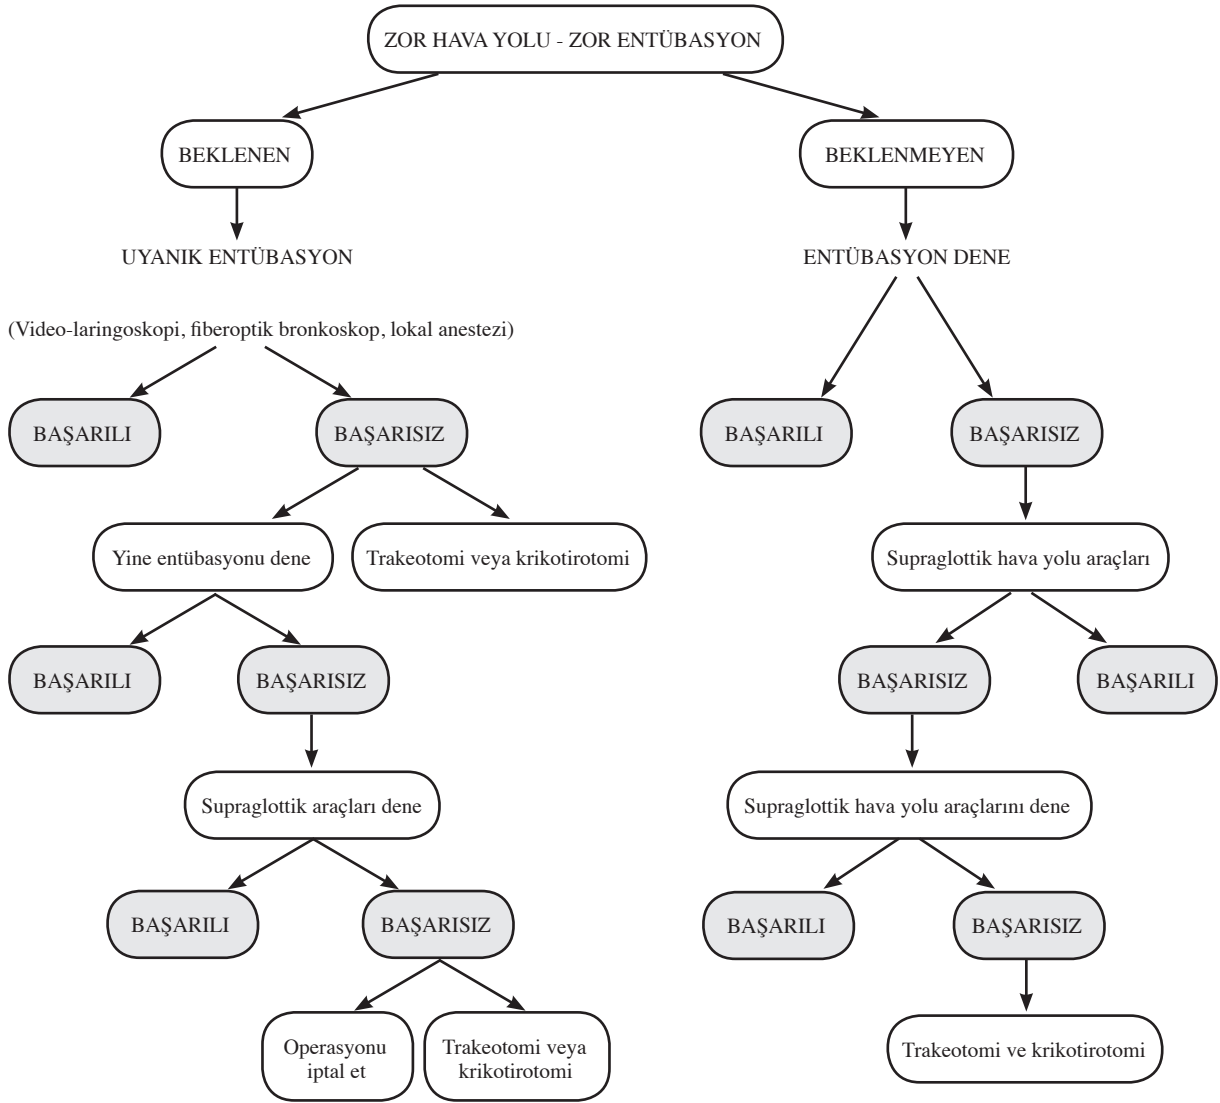 ZOR HAVA YOLU - ZOR ENTÜBASYON
BEKLENEN
BEKLENMEYEN
UYANIK ENTÜBASYON
ENTÜBASYON DENE
(Video-laringoskopi, fiberoptik bronkoskop, lokal anestezi)
BAŞARILI
BAŞARISIZ
BAŞARILI
BAŞARISIZ
Yine entübasyonu dene
Trakeotomi veya krikotirotomi
Supraglottik hava yolu araçları
BAŞARILI
BAŞARISIZ
BAŞARISIZ
BAŞARILI
Supraglottik araçları dene
Supraglottik hava yolu araçlarını dene
BAŞARILI
BAŞARISIZ
BAŞARILI
BAŞARISIZ
Operasyonu
iptal et
Trakeotomi veya
krikotirotomi
Trakeotomi ve krikotirotomi